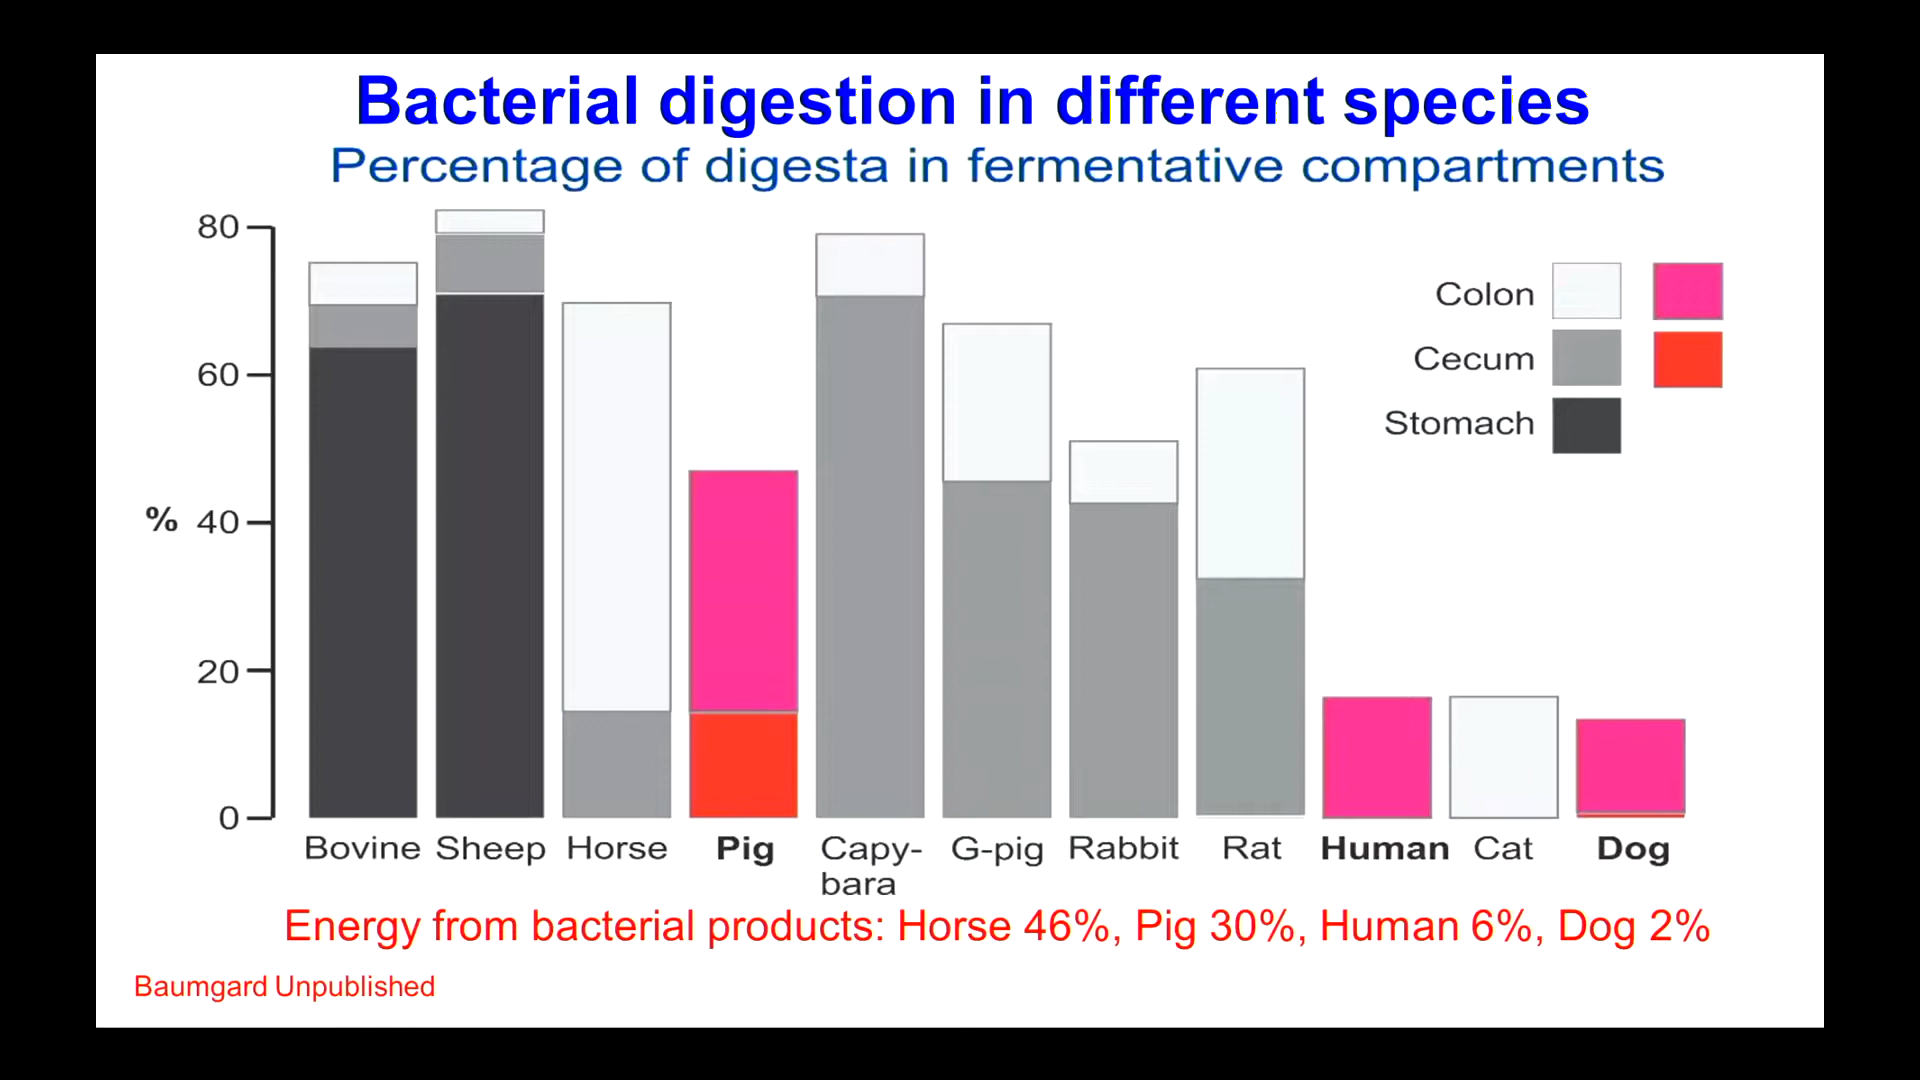 Bacterial digestion in different species
Percentage of digesta in fermentative compartments
80
60
% 40
20
0
Colon
Cecum
Stomach
Bovine Sheep Horse Pig Capy-bara G-pig Rabbit Rat Human Cat Dog
Energy from bacterial products: Horse 46%, Pig 30%, Human 6%, Dog 2%
Baumgard Unpublished